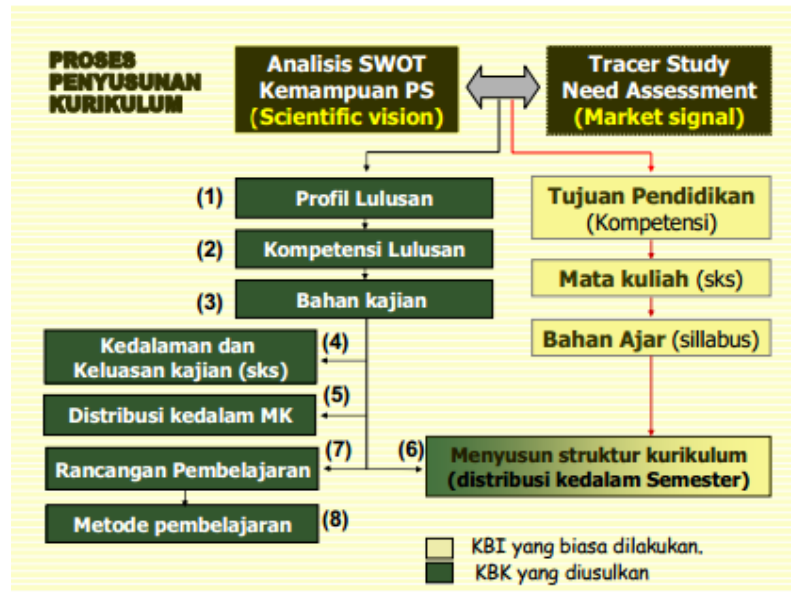 PROSES
PENYUSUNAN
KURIKULUM
Analisis SWOT
Kemampuan PS
(Scientific vision)
Tracer Study
Need Assessment
(Market signal)
(1)
Profil Lulusan
(2)
Kompetensi Lulusan
(3)
Bahan kajian
Kedalaman dan
Keluasan kajian (sks)
(4)
Distribusi kedalam MK
(5)
Rancangan Pembelajaran
(7)
Metode pembelajaran
(8)
Tujuan Pendidikan
(Kompetensi)
Mata kuliah (sks)
Bahan Ajar (sillabus)
(6)
Menyusun struktur kurikulum
(distribusi kedalam Semester)
KBI yang biasa dilakukan.
KBK yang diusulkan